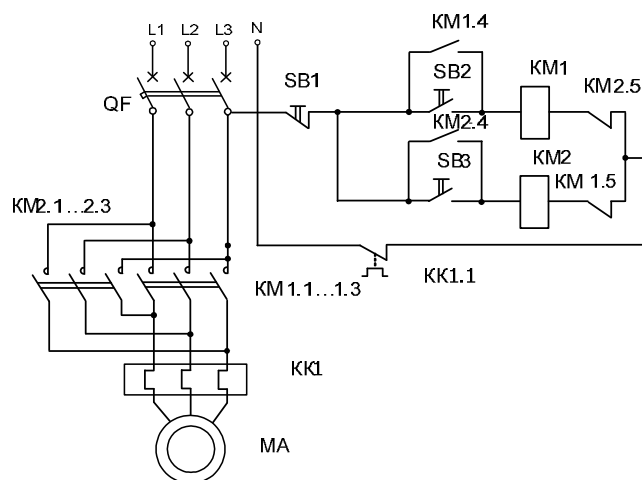 L1 L2 L3 N
KM1.4
SB1
SB2
KM1
KM2.5
QF
KM2.4
SB3
KM2
KM 1.5
KM2.1...2.3
KM 1.1...1.3
KK1.1
KK1
MA